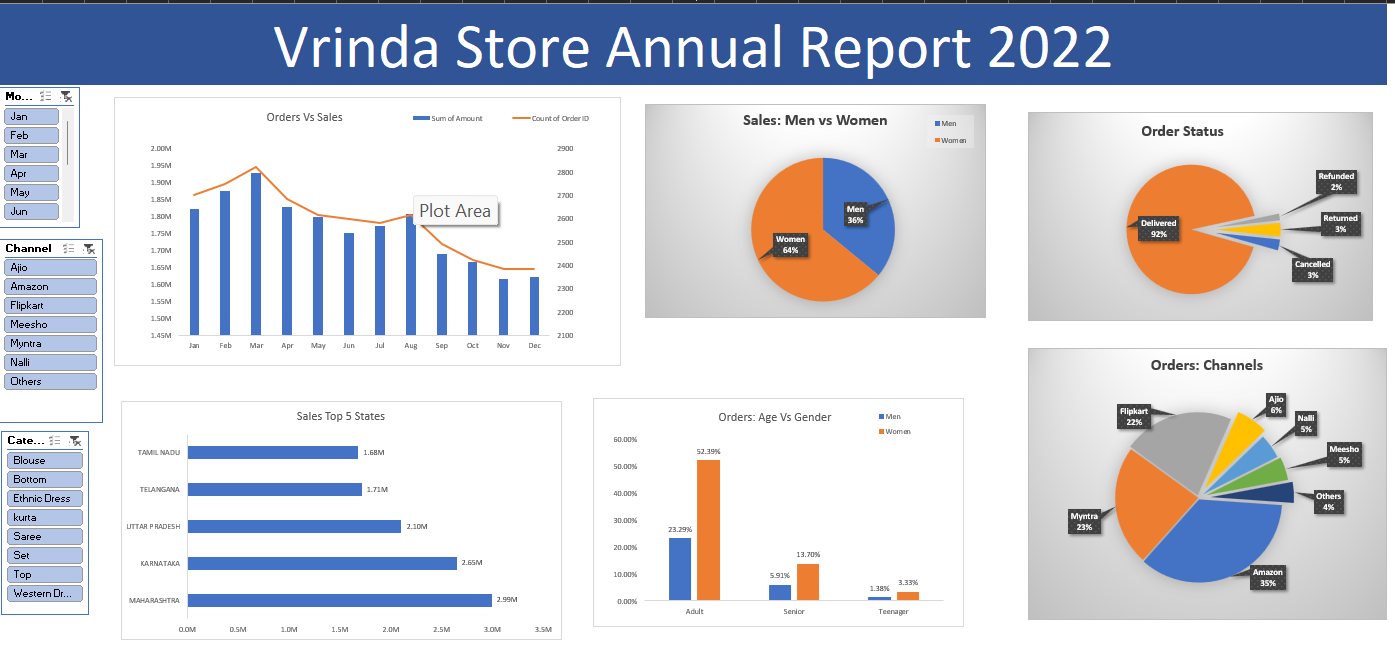 Vrinda Store Annual Report 2022
Mo...
Jan
Feb
Mar
Apr
May
Jun
Channel
Ajio
Amazon
Flipkart
Meesho
Myntra
Nalli
Others
Cate...
Blouse
Bottom
Ethnic Dress
kurta
Saree
Set
Top
Western Dr...
Orders Vs Sales
Sum of Amount
Count of Order ID
2.00M
1.95M
1.90M
1.85M
1.80M
1.75M
1.70M
1.65M
1.60M
1.55M
1.50M
1.45M
2900
2800
2700
2600
2500
2400
2300
2200
2100
Jan Feb Mar Apr May Jun Jul Aug Sep Oct Nov Dec
Plot Area
Sales: Men vs Women
Men
Women
Men
36%
Women
64%
Order Status
Refunded
2%
Returned
3%
Cancelled
3%
Delivered
92%
Sales Top 5 States
TAMIL NADU 1.68M
TELANGANA 1.71M
UTTAR PRADESH 2.10M
KARNATAKA 2.65M
MAHARASHTRA 2.99M
0.0M 0.5M 1.0M 1.5M 2.0M 2.5M 3.0M 3.5M
Orders: Age Vs Gender
Men
Women
60.00%
50.00%
40.00%
30.00%
20.00%
10.00%
0.00%
23.29%
52.39%
5.91%
13.70%
1.38%
3.33%
Adult Senior Teenager
Orders: Channels
Flipkart
22%
Ajio
6%
Nalli
5%
Meesho
5%
Others
4%
Myntra
23%
Amazon
35%